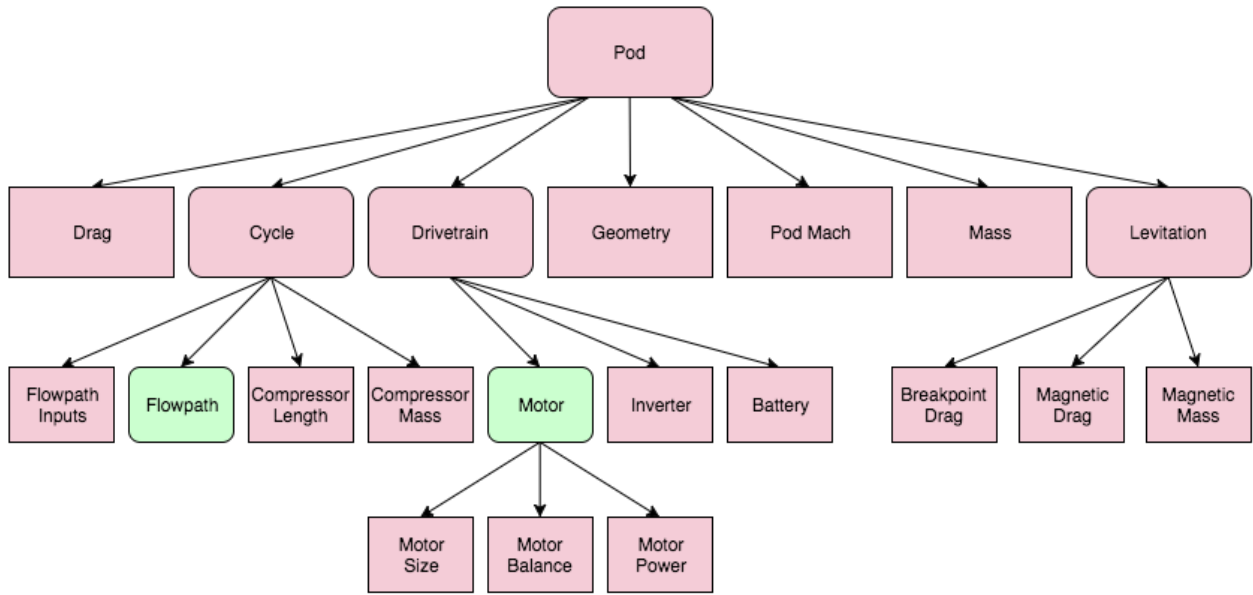 Pod
Drag
Cycle
Drivetrain
Geometry
Pod Mach
Mass
Levitation
Flowpath
Inputs
Flowpath
Compressor
Length
Compressor
Mass
Motor
Inverter
Battery
Breakpoint
Drag
Magnetic
Drag
Magnetic
Mass
Motor
Size
Motor
Balance
Motor
Power